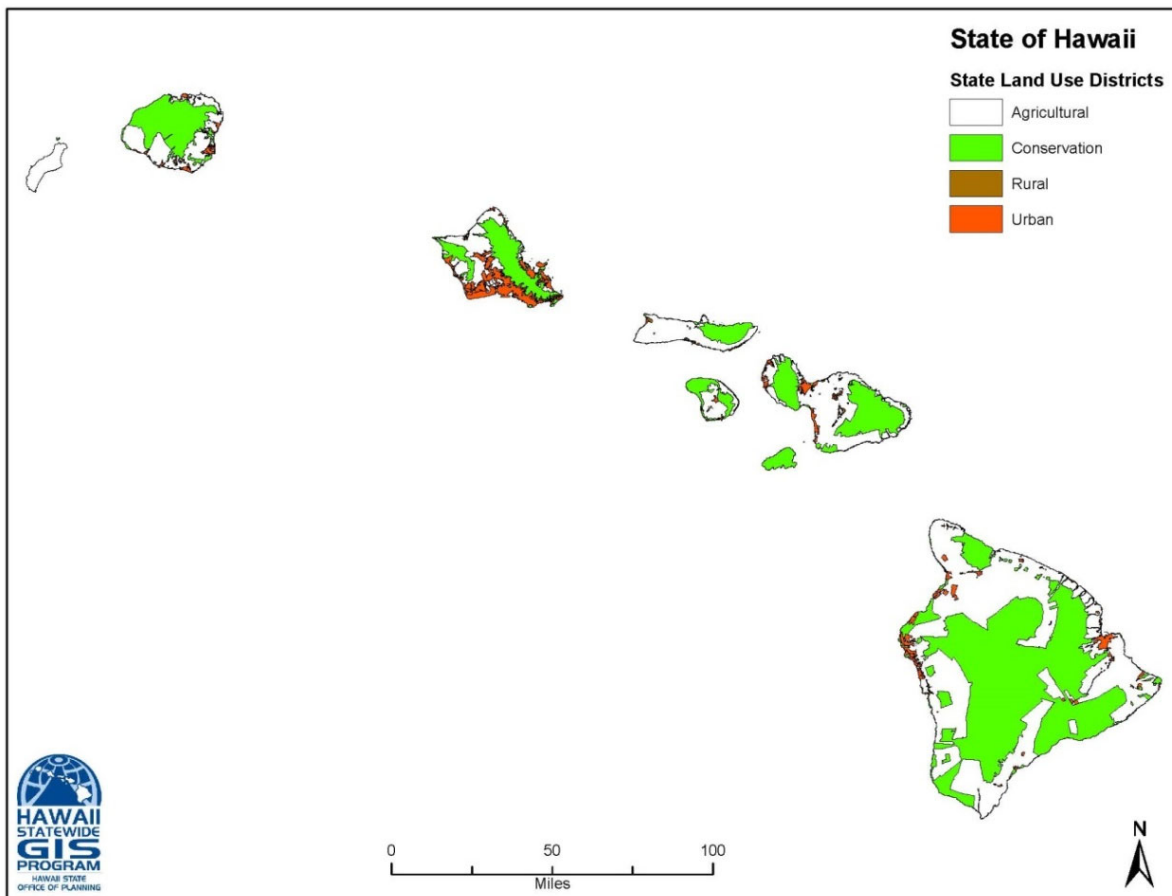 State of Hawaii
State Land Use Districts
Agricultural
Conservation
Rural
Urban
HAWAII
STATEWIDE
GIS
PROGRAM
HAWAII STATE
OFFICE OF PLANNING
0 50 100
Miles
N